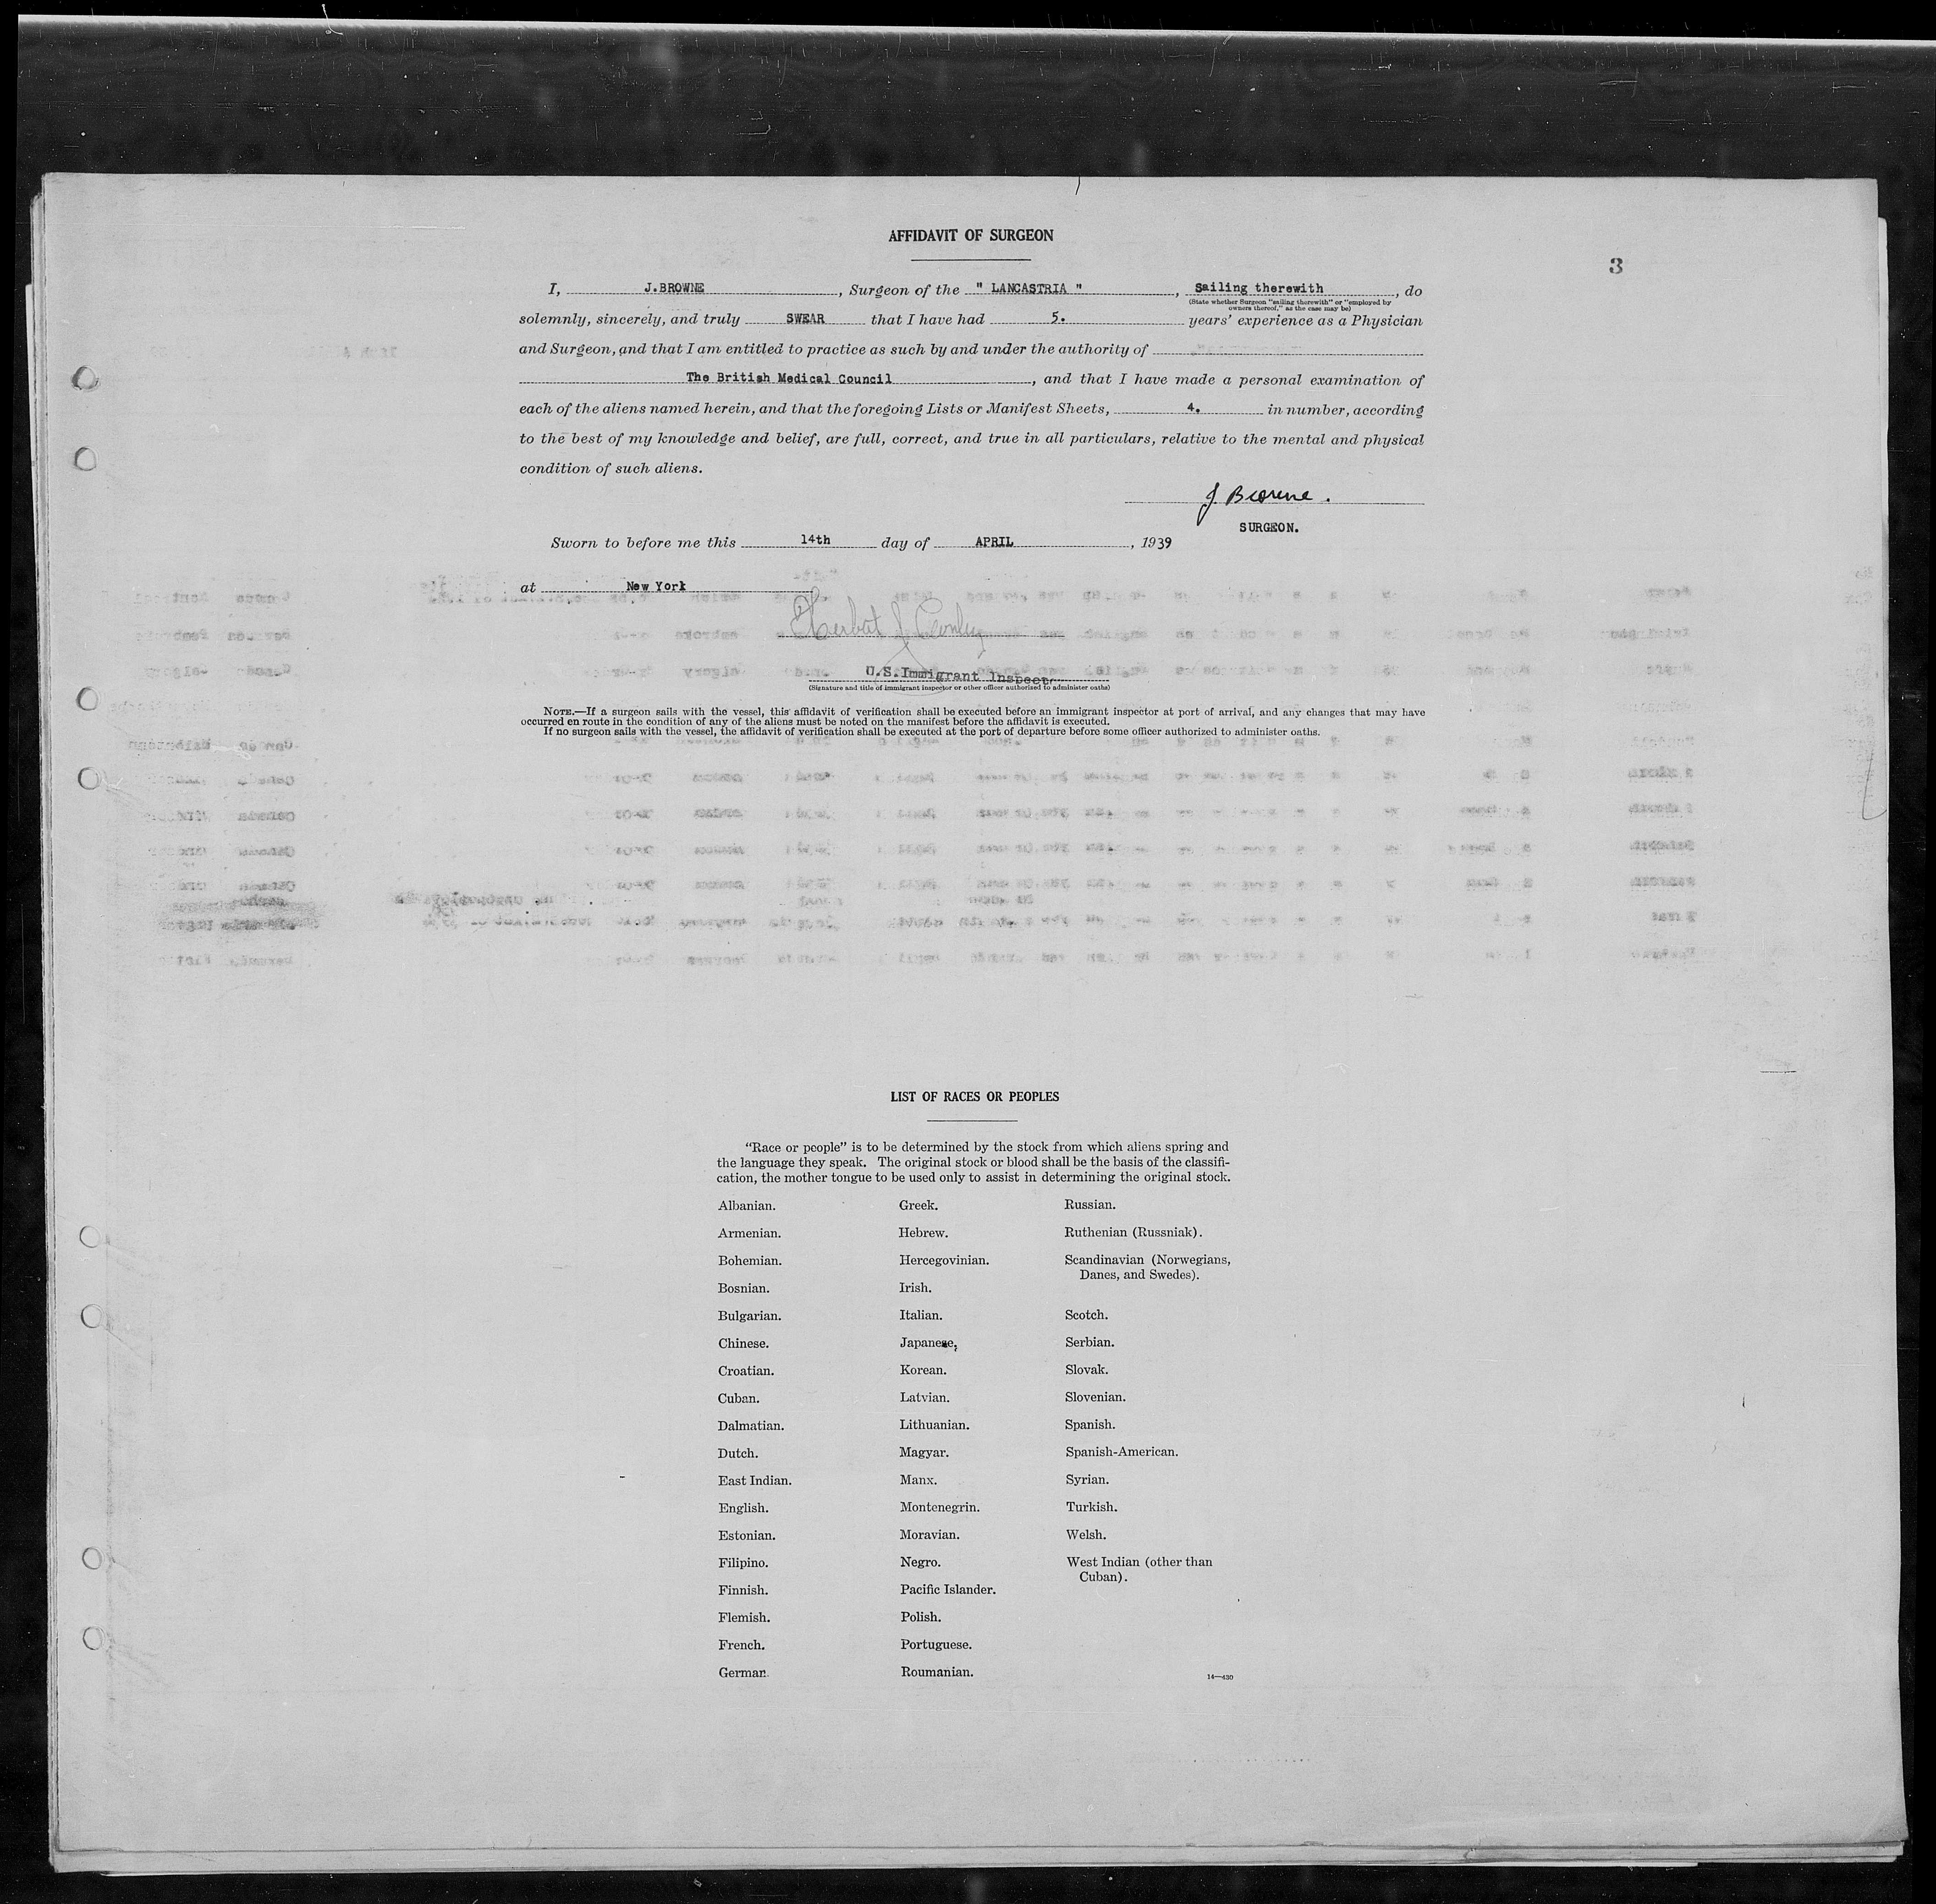 AFFIDAVIT OF SURGEON
3
I, J.BROWNE, Surgeon of the " LANCASTRIA ", Sailing therewith, do
(State whether Surgeon "sailing therewith" or "employed by
owners thereof," as the case may be)
solemnly, sincerely, and truly SWEAR that I have had 5. years' experience as a Physician
and Surgeon, and that I am entitled to practice as such by and under the authority of
The British Medical Council, and that I have made a personal examination of
each of the aliens named herein, and that the foregoing Lists or Manifest Sheets, 4. in number, according
to the best of my knowledge and belief, are full, correct, and true in all particulars, relative to the mental and physical
condition of such aliens.
J Browne.
SURGEON.
Sworn to before me this 14th day of APRIL, 1939
at New York
U.S.Immigrant Inspector
(Signature and title of immigrant inspector or other officer authorized to administer oaths)
NOTE.—If a surgeon sails with the vessel, this affidavit of verification shall be executed before an immigrant inspector at port of arrival, and any changes that may have
occurred en route in the condition of any of the aliens must be noted on the manifest before the affidavit is executed.
If no surgeon sails with the vessel, the affidavit of verification shall be executed at the port of departure before some officer authorized to administer oaths.
LIST OF RACES OR PEOPLES
"Race or people" is to be determined by the stock from which aliens spring and
the language they speak. The original stock or blood shall be the basis of the classifi-
cation, the mother tongue to be used only to assist in determining the original stock.
Albanian.
Armenian.
Bohemian.
Bosnian.
Bulgarian.
Chinese.
Croatian.
Cuban.
Dalmatian.
Dutch.
East Indian.
English.
Estonian.
Filipino.
Finnish.
Flemish.
French.
German.
Greek.
Hebrew.
Hercegovinian.
Irish.
Italian.
Japanese.
Korean.
Latvian.
Lithuanian.
Magyar.
Manx.
Montenegrin.
Moravian.
Negro.
Pacific Islander.
Polish.
Portuguese.
Roumanian.
Russian.
Ruthenian (Russniak).
Scandinavian (Norwegians,
Danes, and Swedes).
Scotch.
Serbian.
Slovak.
Slovenian.
Spanish.
Spanish-American.
Syrian.
Turkish.
Welsh.
West Indian (other than
Cuban).
14—430